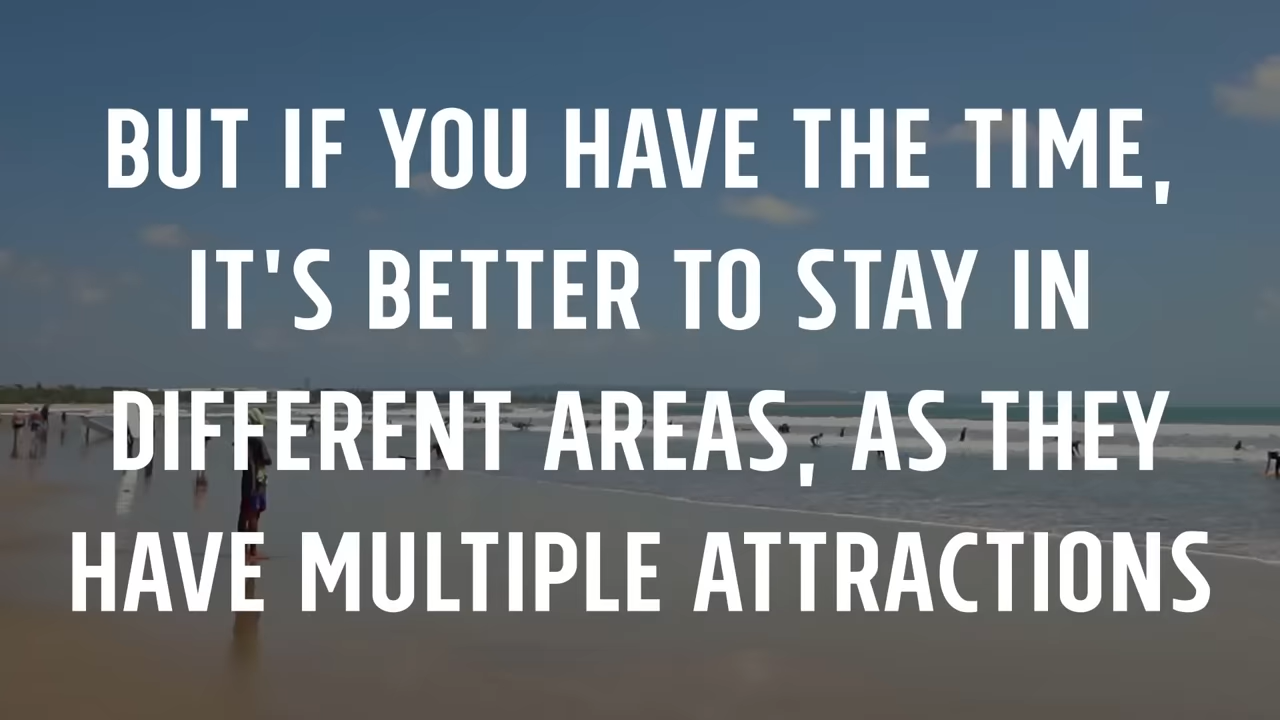 BUT IF YOU HAVE THE TIME,
IT'S BETTER TO STAY IN
DIFFERENT AREAS, AS THEY
HAVE MULTIPLE ATTRACTIONS